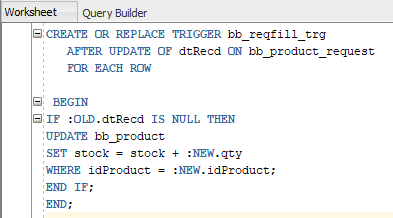 Worksheet Query Builder
CREATE OR REPLACE TRIGGER bb_reqfill_trg
AFTER UPDATE OF dtRecd ON bb_product_request
FOR EACH ROW
BEGIN
IF :OLD.dtRecd IS NULL THEN
UPDATE bb_product
SET stock = stock + :NEW.qty
WHERE idProduct = :NEW.idProduct;
END IF;
END;